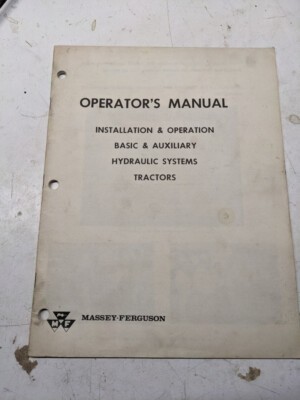 OPERATOR'S MANUAL
INSTALLATION & OPERATION
BASIC & AUXILIARY
HYDRAULIC SYSTEMS
TRACTORS
M
M F
MASSEY-FERGUSON